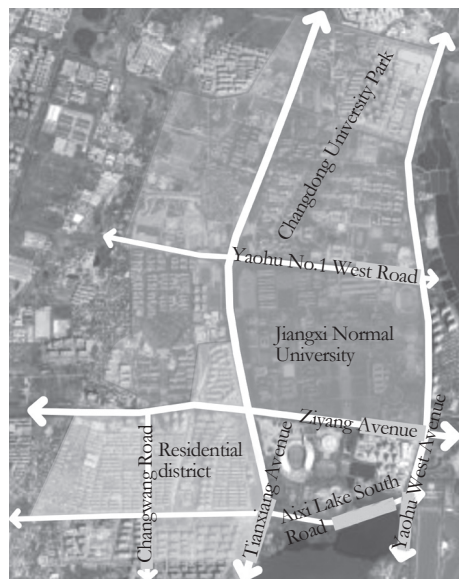 Changdong University Park
Yaohu No.1 West Road
Jiangxi Normal
University
Ziyang Avenue
Residential
district
Changwang Road
Tianxiang Avenue
Aixi Lake South
Road
Yaohu West Avenue